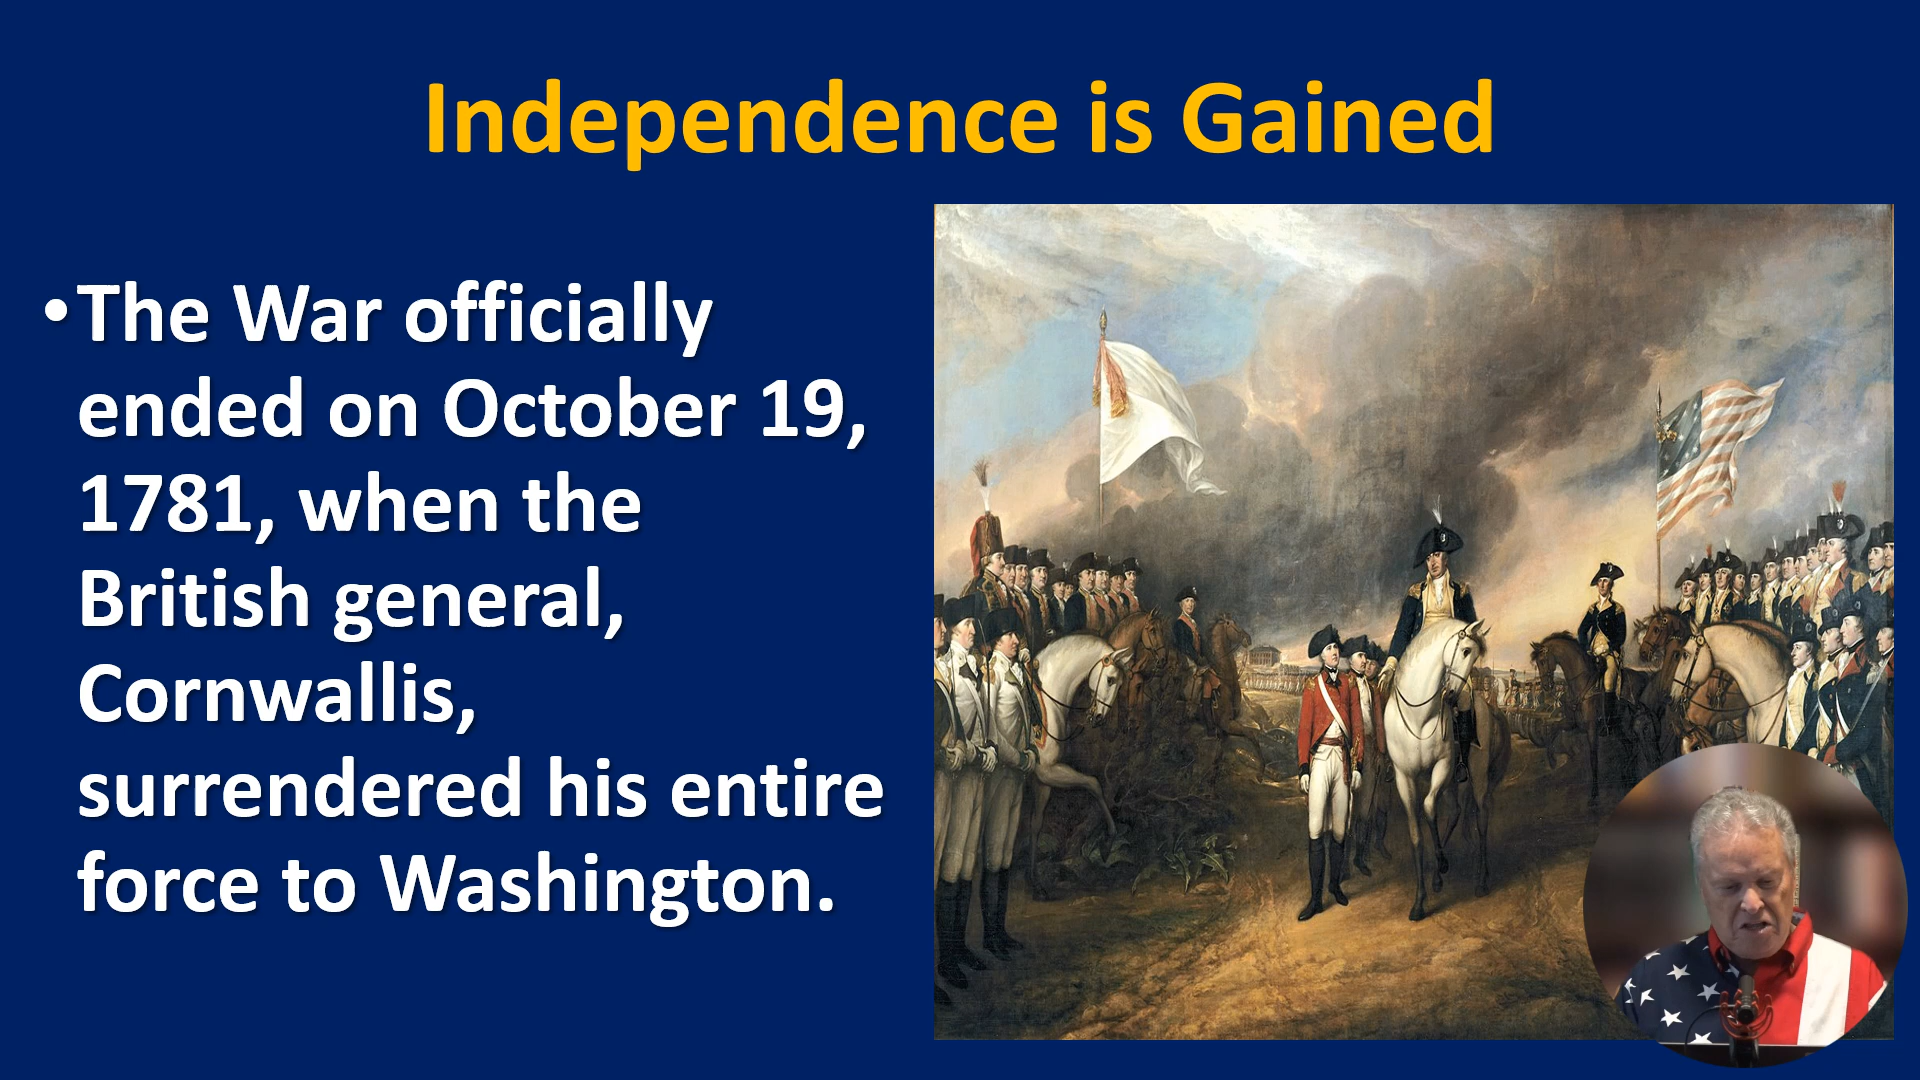 Independence is Gained
•The War officially
ended on October 19,
1781, when the
British general,
Cornwallis,
surrendered his entire
force to Washington.